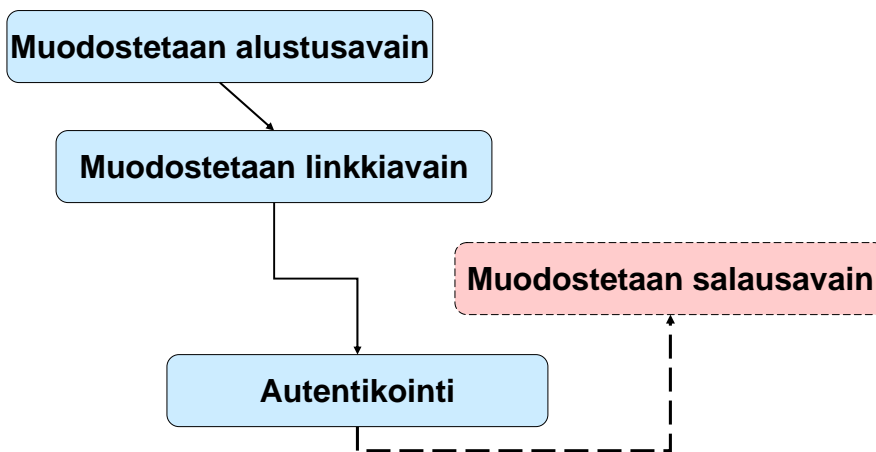 Muodostetaan alustusavain
Muodostetaan linkkiavain
Muodostetaan salausavain
Autentikointi